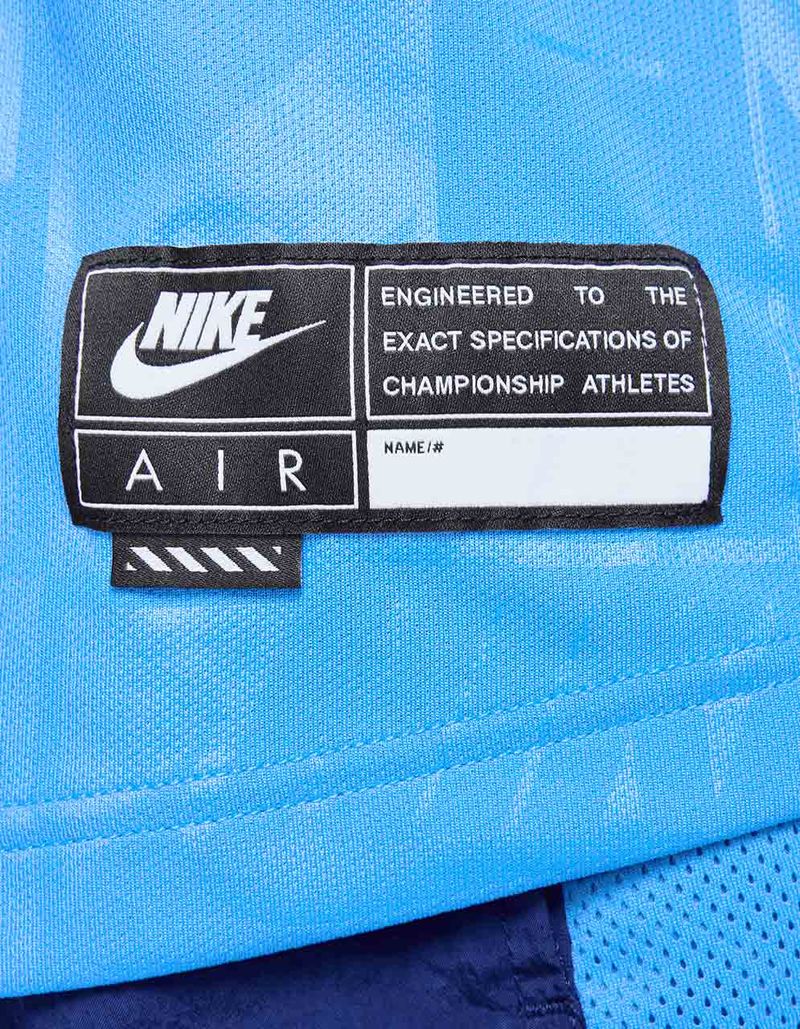 NIKE
AIR
ENGINEERED TO THE
EXACT SPECIFICATIONS OF
CHAMPIONSHIP ATHLETES
NAME/#